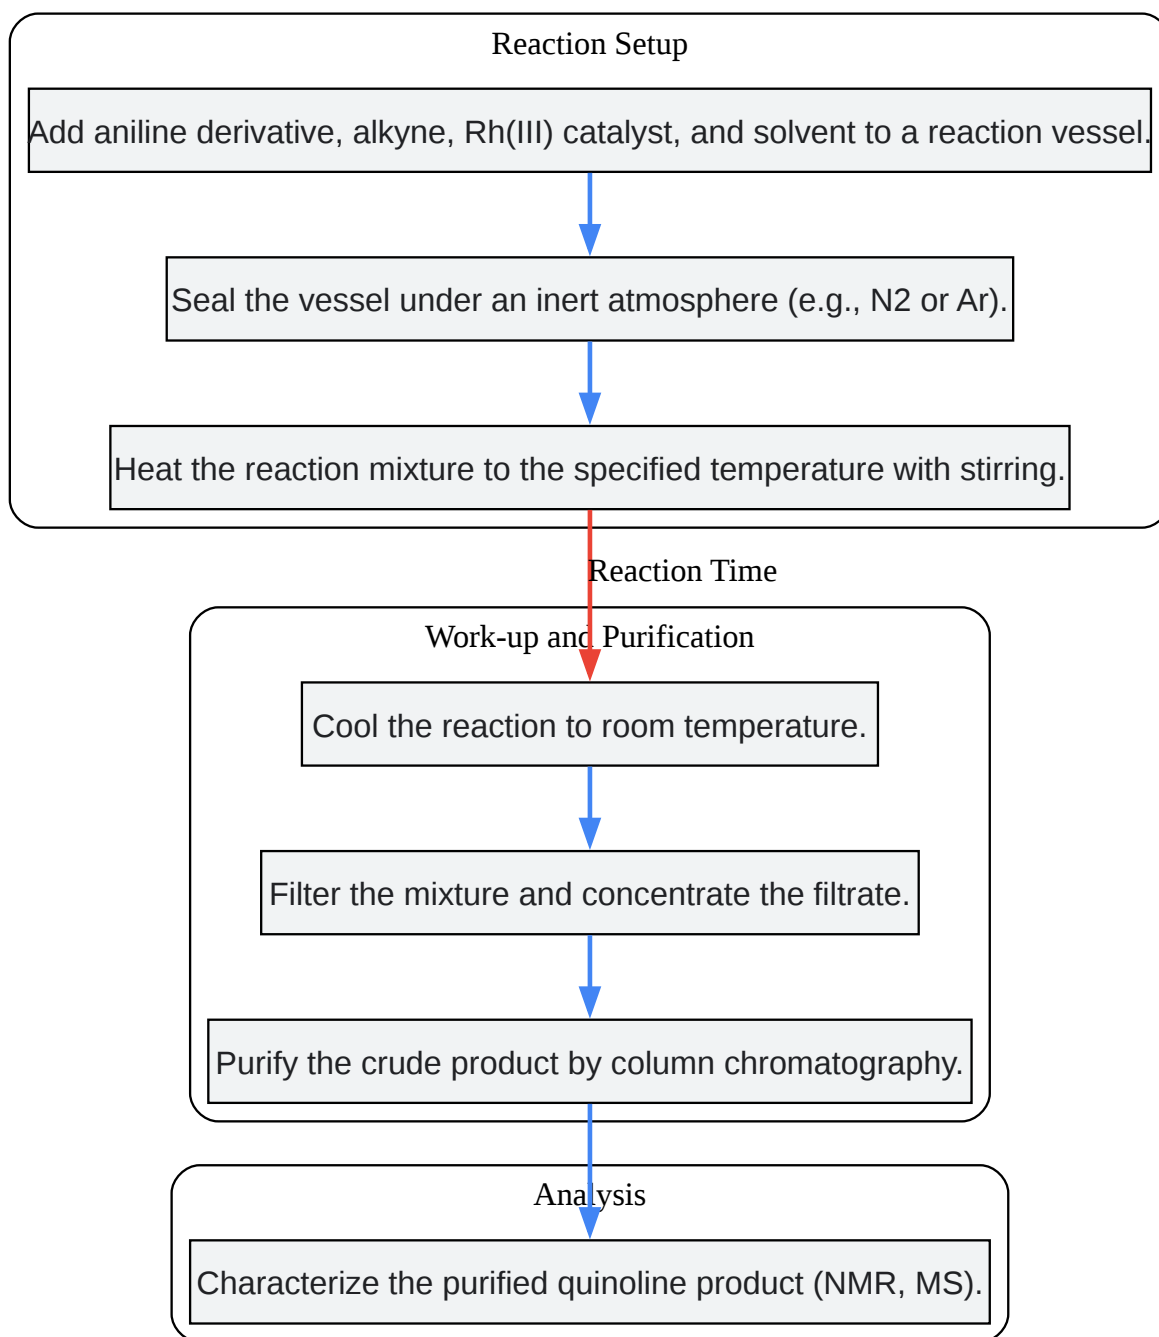 Reaction Setup
Add aniline derivative, alkyne, Rh(III) catalyst, and solvent to a reaction vessel.
Seal the vessel under an inert atmosphere (e.g., N2 or Ar).
Heat the reaction mixture to the specified temperature with stirring.
Reaction Time
Work-up and Purification
Cool the reaction to room temperature.
Filter the mixture and concentrate the filtrate.
Purify the crude product by column chromatography.
Analysis
Characterize the purified quinoline product (NMR, MS).